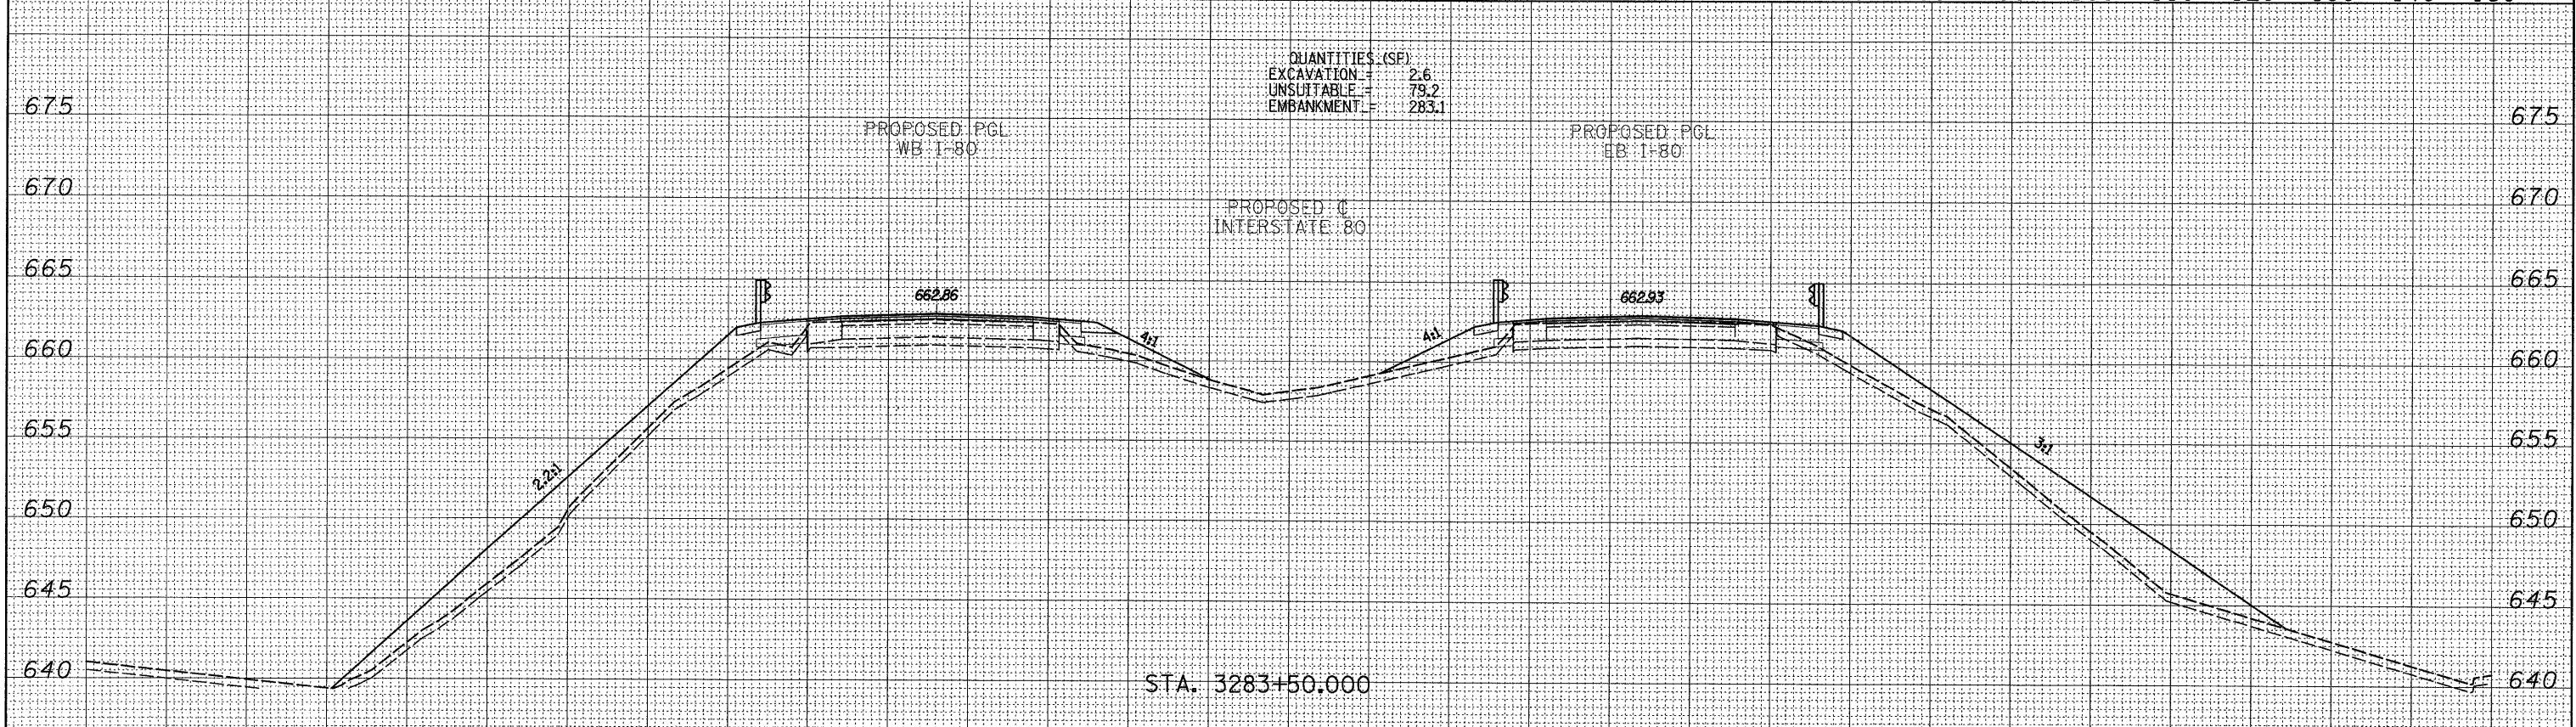 QUANTITIES (SF)
EXCAVATION = 2.6
UNSUITABLE = 79.2
EMBANKMENT = 283.1
675
675
PROPOSED PGL
WB I-80
PROPOSED PGL
EB I-80
670
670
PROPOSED ℄
INTERSTATE 80
665
665
662.86
662.93
660
4:1
4:1
660
655
3:1
655
2.2:1
650
650
645
645
640
STA. 3283+50.000
640